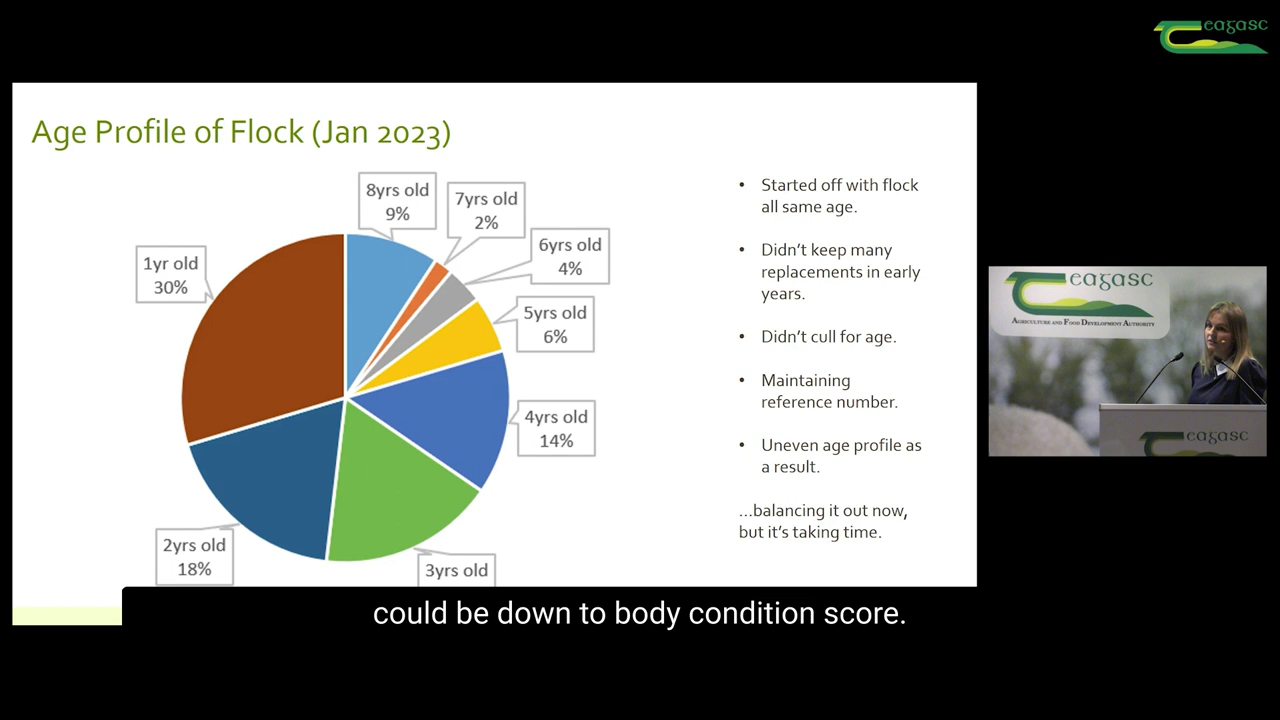 eagasc
Age Profile of Flock (Jan 2023)
8yrs old
9%
7yrs old
2%
6yrs old
4%
1yr old
30%
5yrs old
6%
4yrs old
14%
2yrs old
18%
3yrs old
• Started off with flock
all same age.
• Didn’t keep many
replacements in early
years.
• Didn’t cull for age.
• Maintaining
reference number.
• Uneven age profile as
a result.
...balancing it out now,
but it’s taking time.
eagasc
AGRICULTURE AND FOOD DEVELOPMENT AUTHORITY
eagasc
could be down to body condition score.